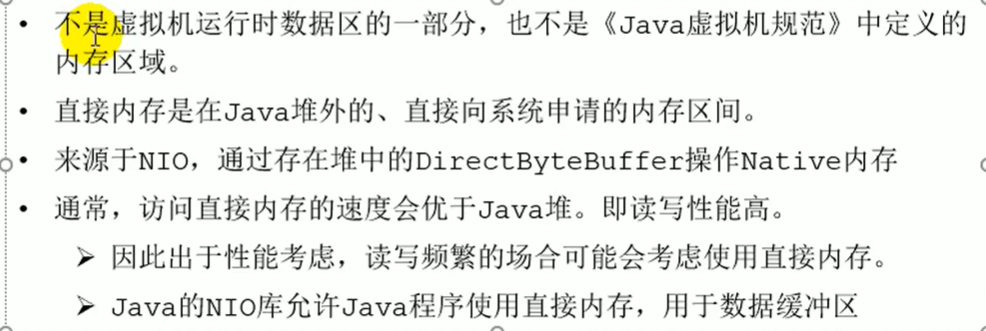 • 不是虚拟机运行时数据区的一部分，也不是《Java虚拟机规范》中定义的
内存区域。
• 直接内存是在Java堆外的、直接向系统申请的内存区间。
• 来源于NIO，通过存在堆中的DirectByteBuffer操作Native内存
• 通常，访问直接内存的速度会优于Java堆。即读写性能高。
➢ 因此出于性能考虑，读写频繁的场合可能会考虑使用直接内存。
➢ Java的NIO库允许Java程序使用直接内存，用于数据缓冲区